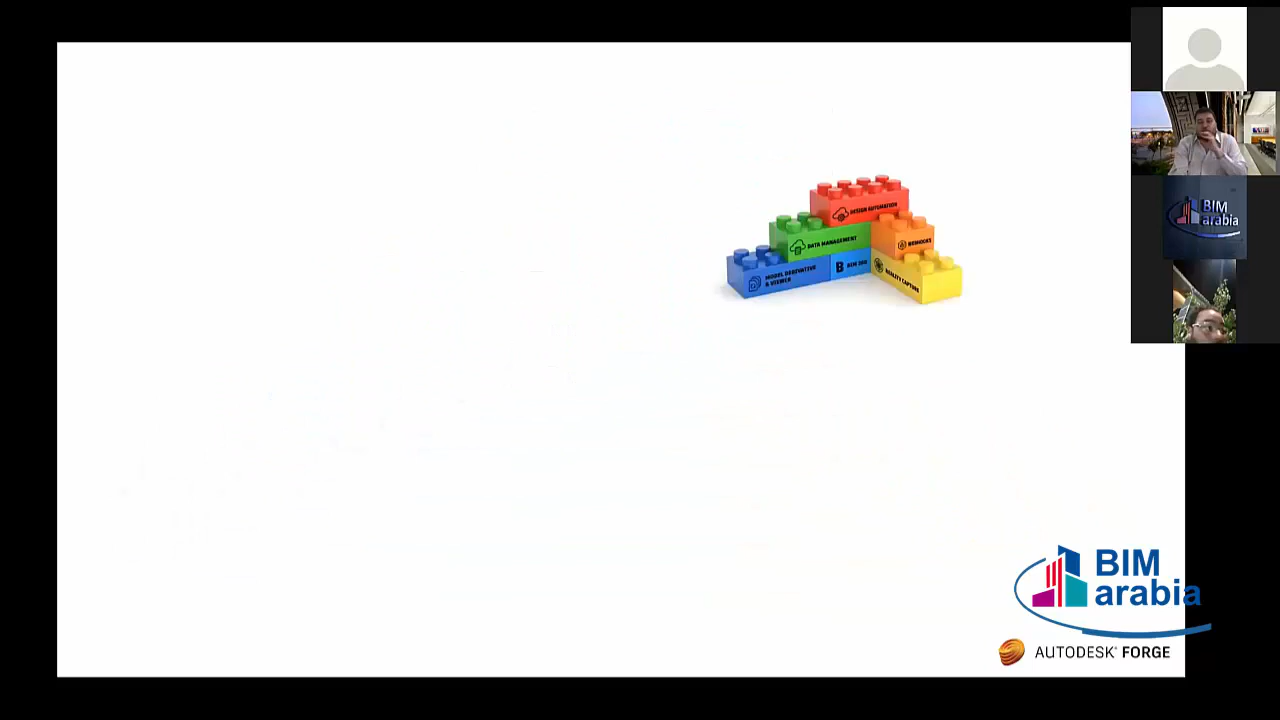 DESIGN AUTOMATION
DATA MANAGEMENT
WEBHOOKS
MODEL DERIVATIVE
& VIEWER
B BIM 360
REALITY CAPTURE
BIM
arabia
BIM
arabia
AUTODESK® FORGE